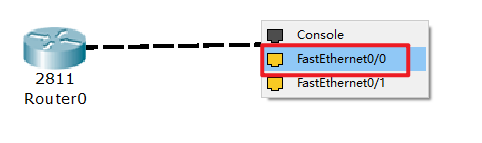 Console
FastEthernet0/0
FastEthernet0/1
2811
Router0